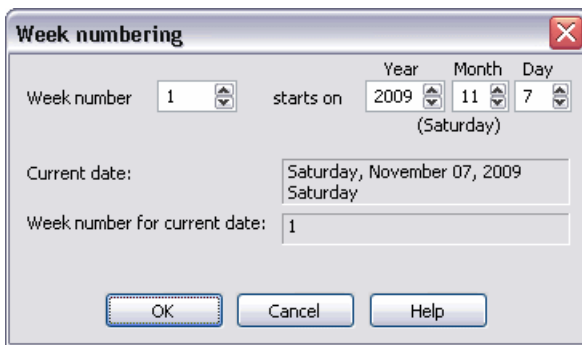 Week numbering
Year Month Day
Week number 1 starts on 2009 11 7
(Saturday)
Current date: Saturday, November 07, 2009
Saturday
Week number for current date: 1
OK Cancel Help